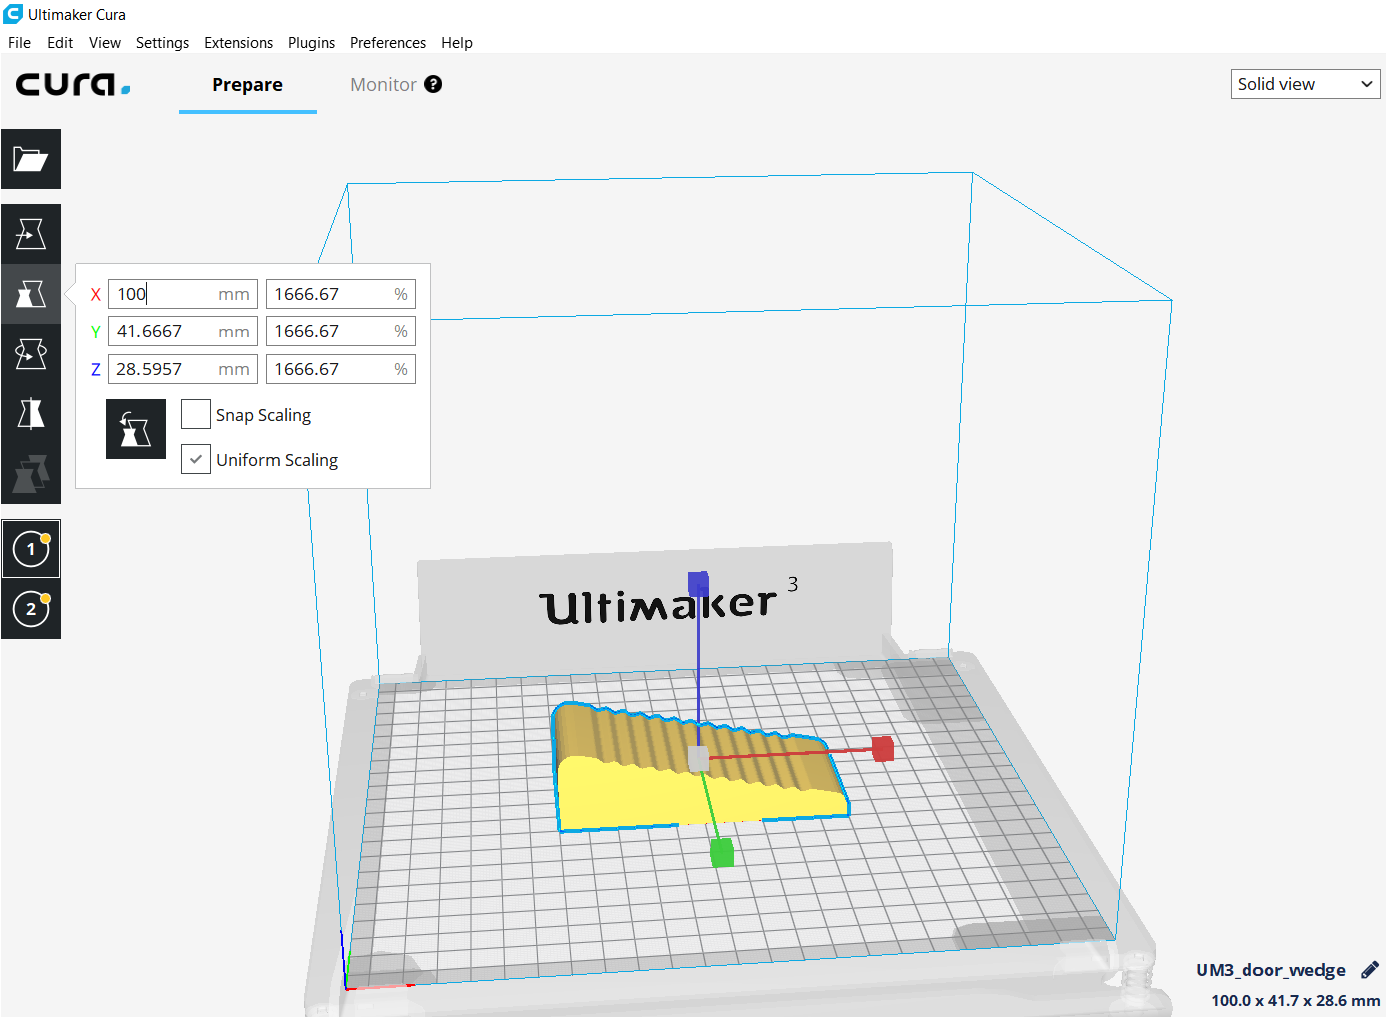 Ultimaker Cura
File Edit View Settings Extensions Plugins Preferences Help
cura. Prepare Monitor ? Solid view
X 100 mm 1666.67 %
Y 41.6667 mm 1666.67 %
Z 28.5957 mm 1666.67 %
Snap Scaling
Uniform Scaling
1
2
Ultimaker 3
UM3_door_wedge
100.0 x 41.7 x 28.6 mm